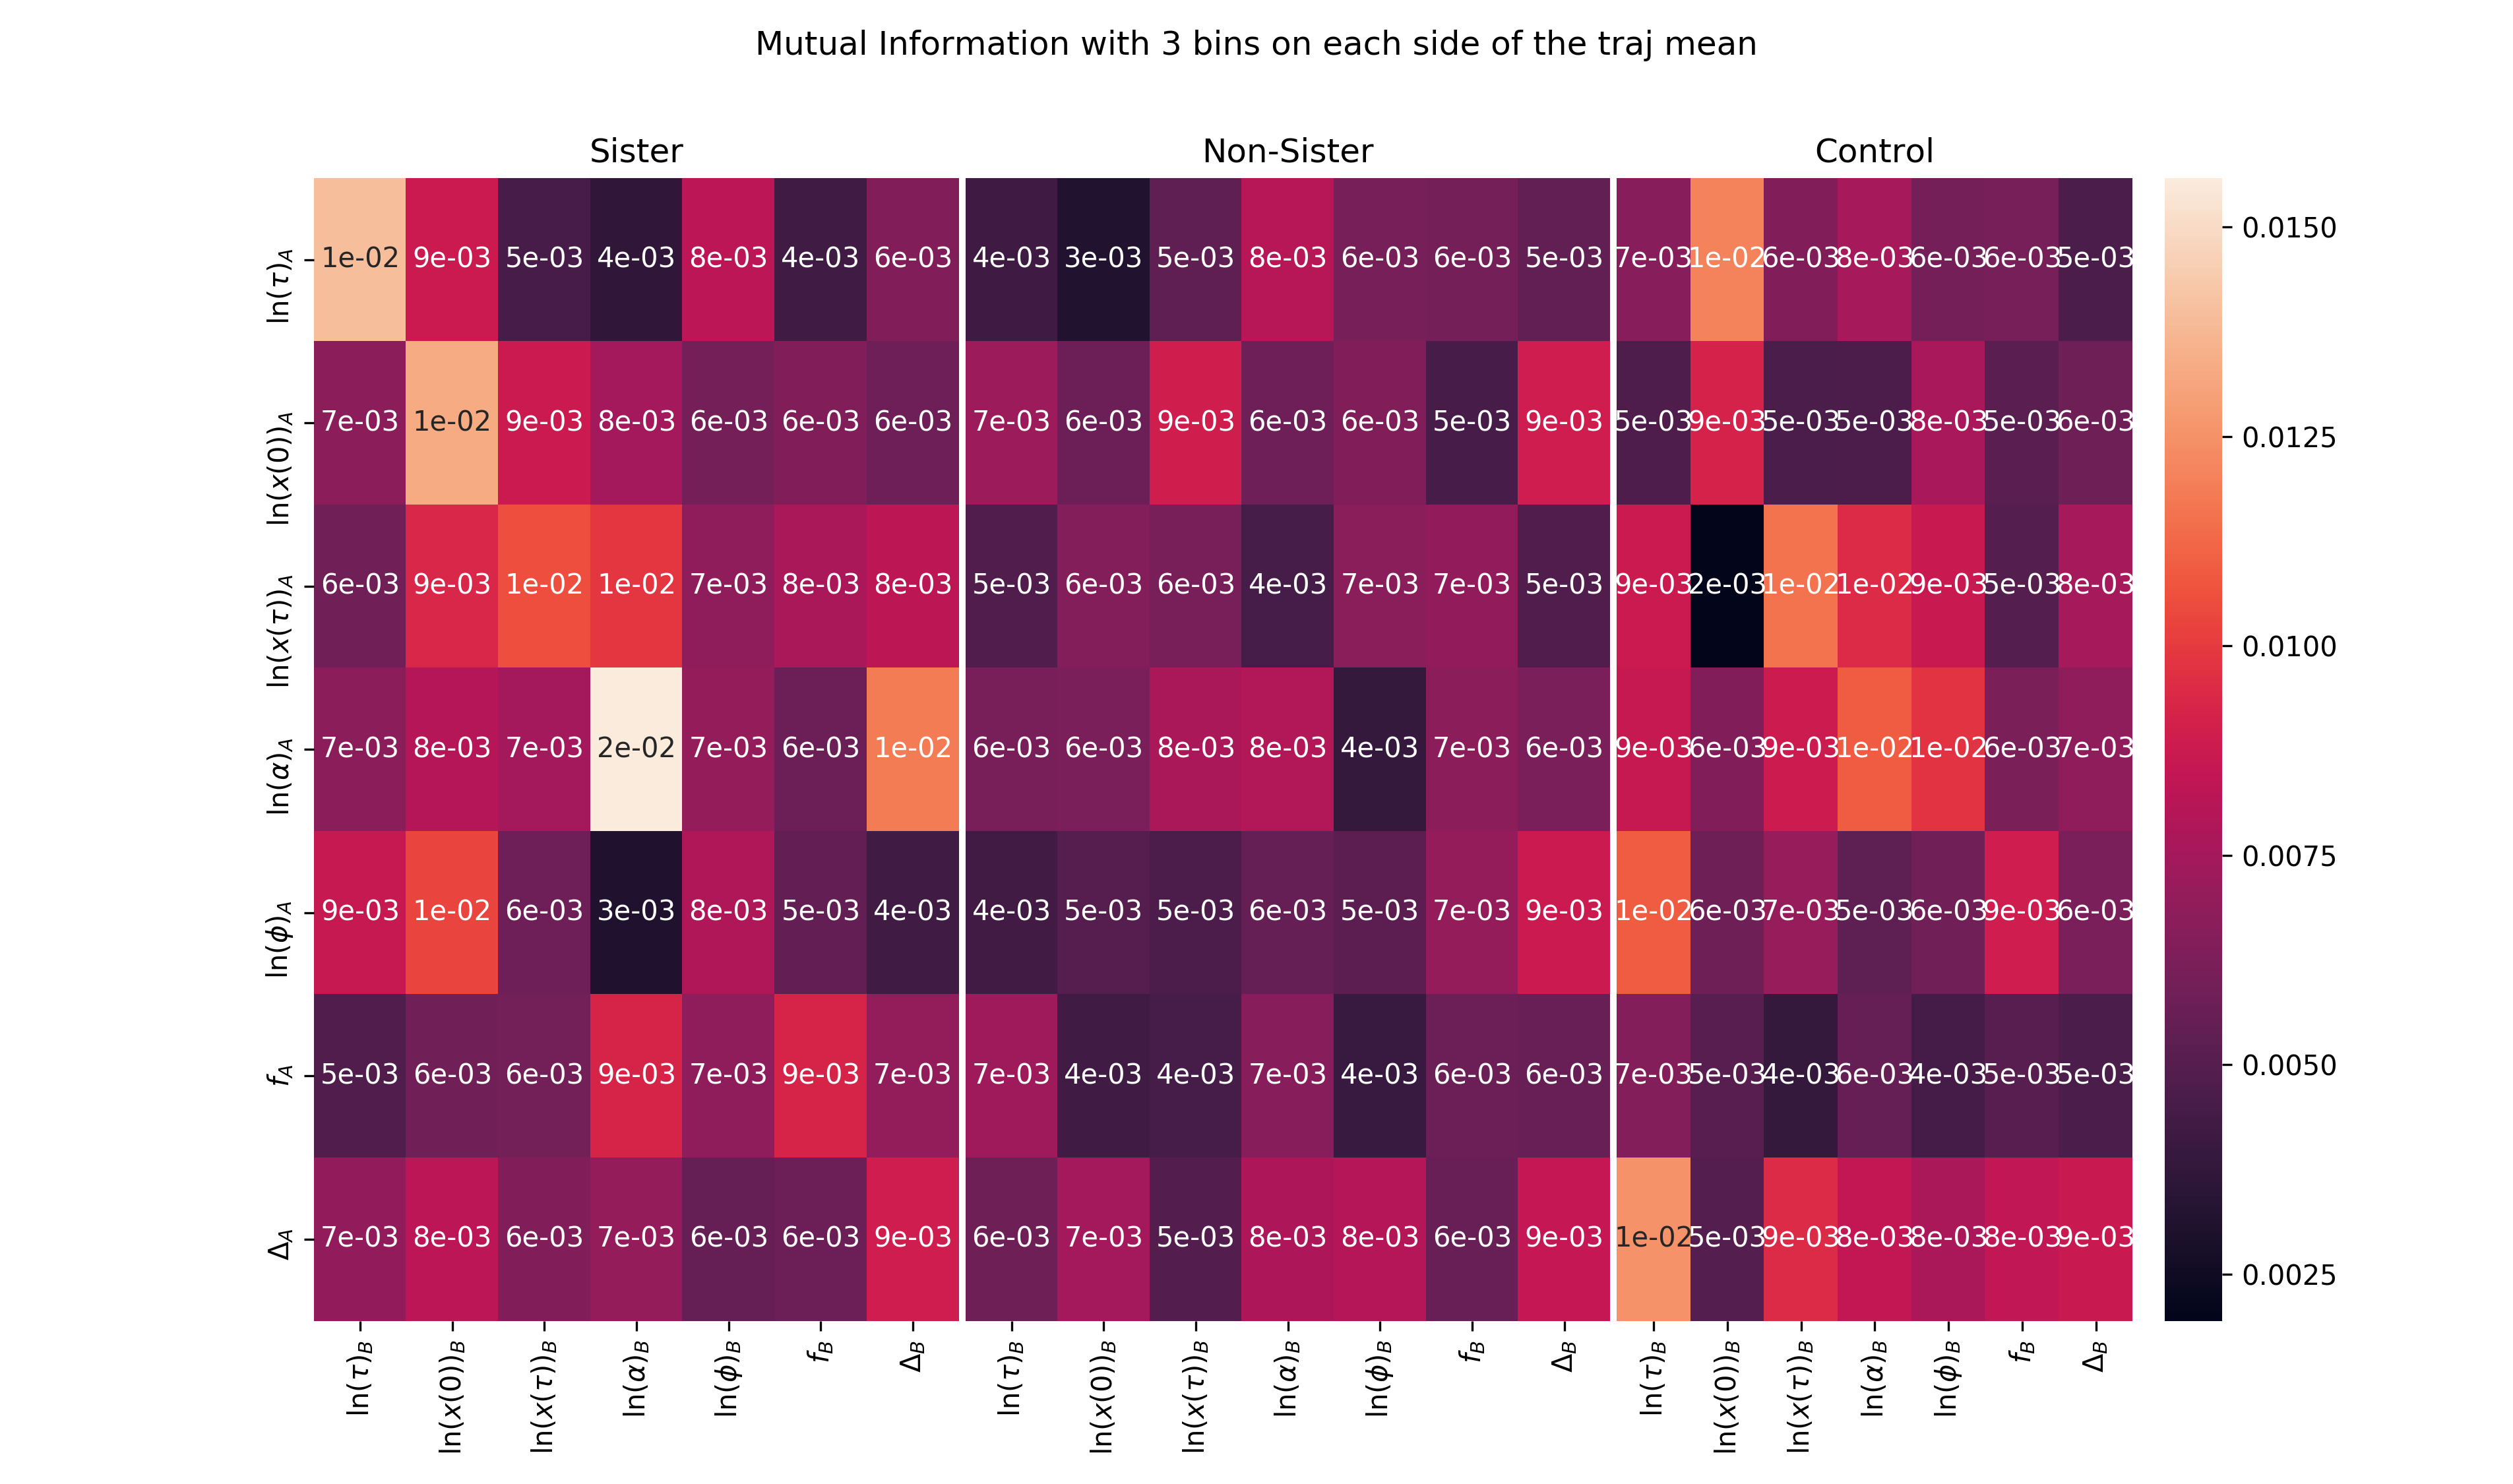 Mutual Information with 3 bins on each side of the traj mean
Sister Non-Sister Control
ln(τ)_A 1e-02 9e-03 5e-03 4e-03 8e-03 4e-03 6e-03 4e-03 3e-03 5e-03 8e-03 6e-03 6e-03 5e-03 7e-03 1e-02 6e-03 8e-03 6e-03 6e-03 5e-03 0.0150
ln(x(0))_A 7e-03 1e-02 9e-03 8e-03 6e-03 6e-03 6e-03 7e-03 6e-03 9e-03 6e-03 6e-03 5e-03 9e-03 5e-03 9e-03 5e-03 5e-03 8e-03 5e-03 6e-03 0.0125
ln(x(τ))_A 6e-03 9e-03 1e-02 1e-02 7e-03 8e-03 8e-03 5e-03 6e-03 6e-03 4e-03 7e-03 7e-03 5e-03 9e-03 2e-03 1e-02 1e-02 9e-03 5e-03 8e-03 0.0100
ln(α)_A 7e-03 8e-03 7e-03 2e-02 7e-03 6e-03 1e-02 6e-03 6e-03 8e-03 8e-03 4e-03 7e-03 6e-03 9e-03 6e-03 9e-03 1e-02 1e-02 6e-03 7e-03 0.0075
ln(ϕ)_A 9e-03 1e-02 6e-03 3e-03 8e-03 5e-03 4e-03 4e-03 5e-03 5e-03 6e-03 5e-03 7e-03 9e-03 1e-02 6e-03 7e-03 5e-03 6e-03 9e-03 6e-03
f_A 5e-03 6e-03 6e-03 9e-03 7e-03 9e-03 7e-03 7e-03 4e-03 4e-03 7e-03 4e-03 6e-03 6e-03 7e-03 5e-03 4e-03 6e-03 4e-03 5e-03 5e-03 0.0050
Δ_A 7e-03 8e-03 6e-03 7e-03 6e-03 6e-03 9e-03 6e-03 7e-03 5e-03 8e-03 8e-03 6e-03 9e-03 1e-02 5e-03 9e-03 8e-03 8e-03 8e-03 9e-03 0.0025
ln(τ)_B ln(x(0))_B ln(x(τ))_B ln(α)_B ln(ϕ)_B f_B Δ_B ln(τ)_B ln(x(0))_B ln(x(τ))_B ln(α)_B ln(ϕ)_B f_B Δ_B ln(τ)_B ln(x(0))_B ln(x(τ))_B ln(α)_B ln(ϕ)_B f_B Δ_B